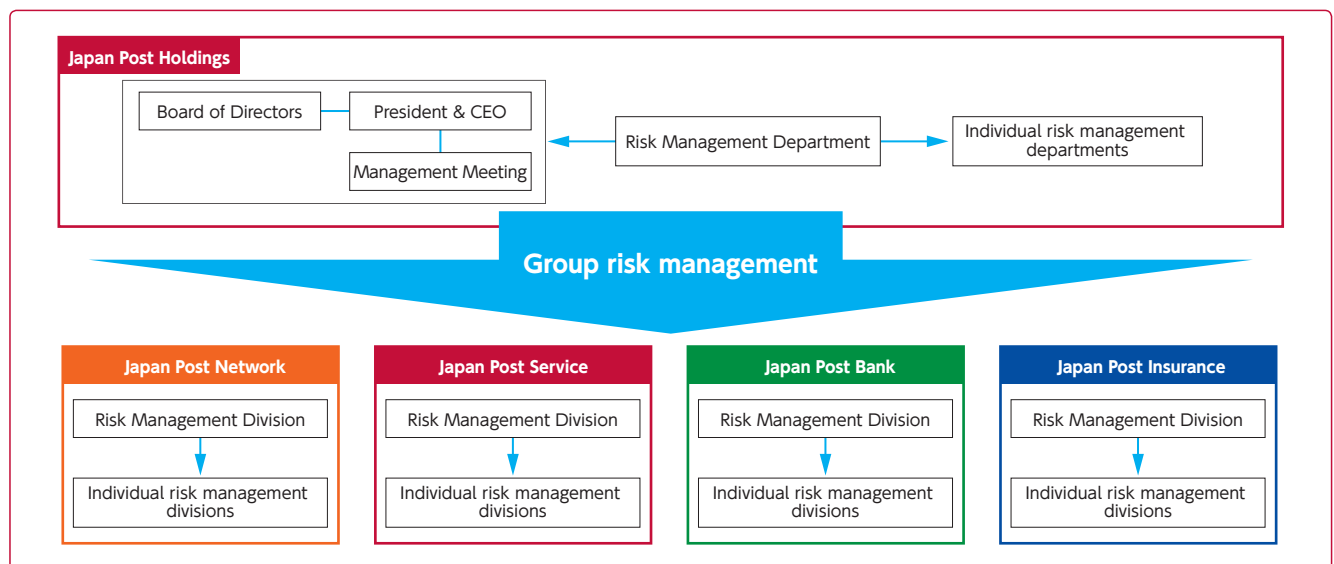 Japan Post Holdings
Board of Directors
President & CEO
Management Meeting
Risk Management Department
Individual risk management
departments
Group risk management
Japan Post Network
Risk Management Division
Individual risk management
divisions
Japan Post Service
Risk Management Division
Individual risk management
divisions
Japan Post Bank
Risk Management Division
Individual risk management
divisions
Japan Post Insurance
Risk Management Division
Individual risk management
divisions